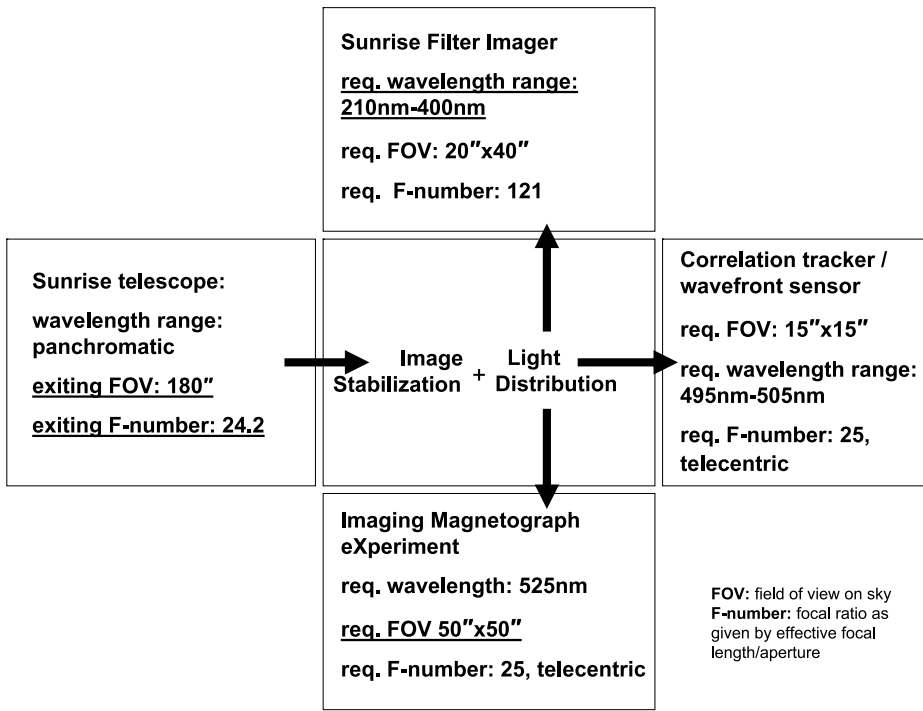 Sunrise Filter Imager
req. wavelength range:
210nm-400nm
req. FOV: 20″x40″
req. F-number: 121
Sunrise telescope:
wavelength range:
panchromatic
exiting FOV: 180″
exiting F-number: 24.2
Image
Stabilization
+
Light
Distribution
Correlation tracker /
wavefront sensor
req. FOV: 15″x15″
req. wavelength range:
495nm-505nm
req. F-number: 25,
telecentric
Imaging Magnetograph
eXperiment
req. wavelength: 525nm
req. FOV 50″x50″
req. F-number: 25, telecentric
FOV: field of view on sky
F-number: focal ratio as
given by effective focal
length/aperture